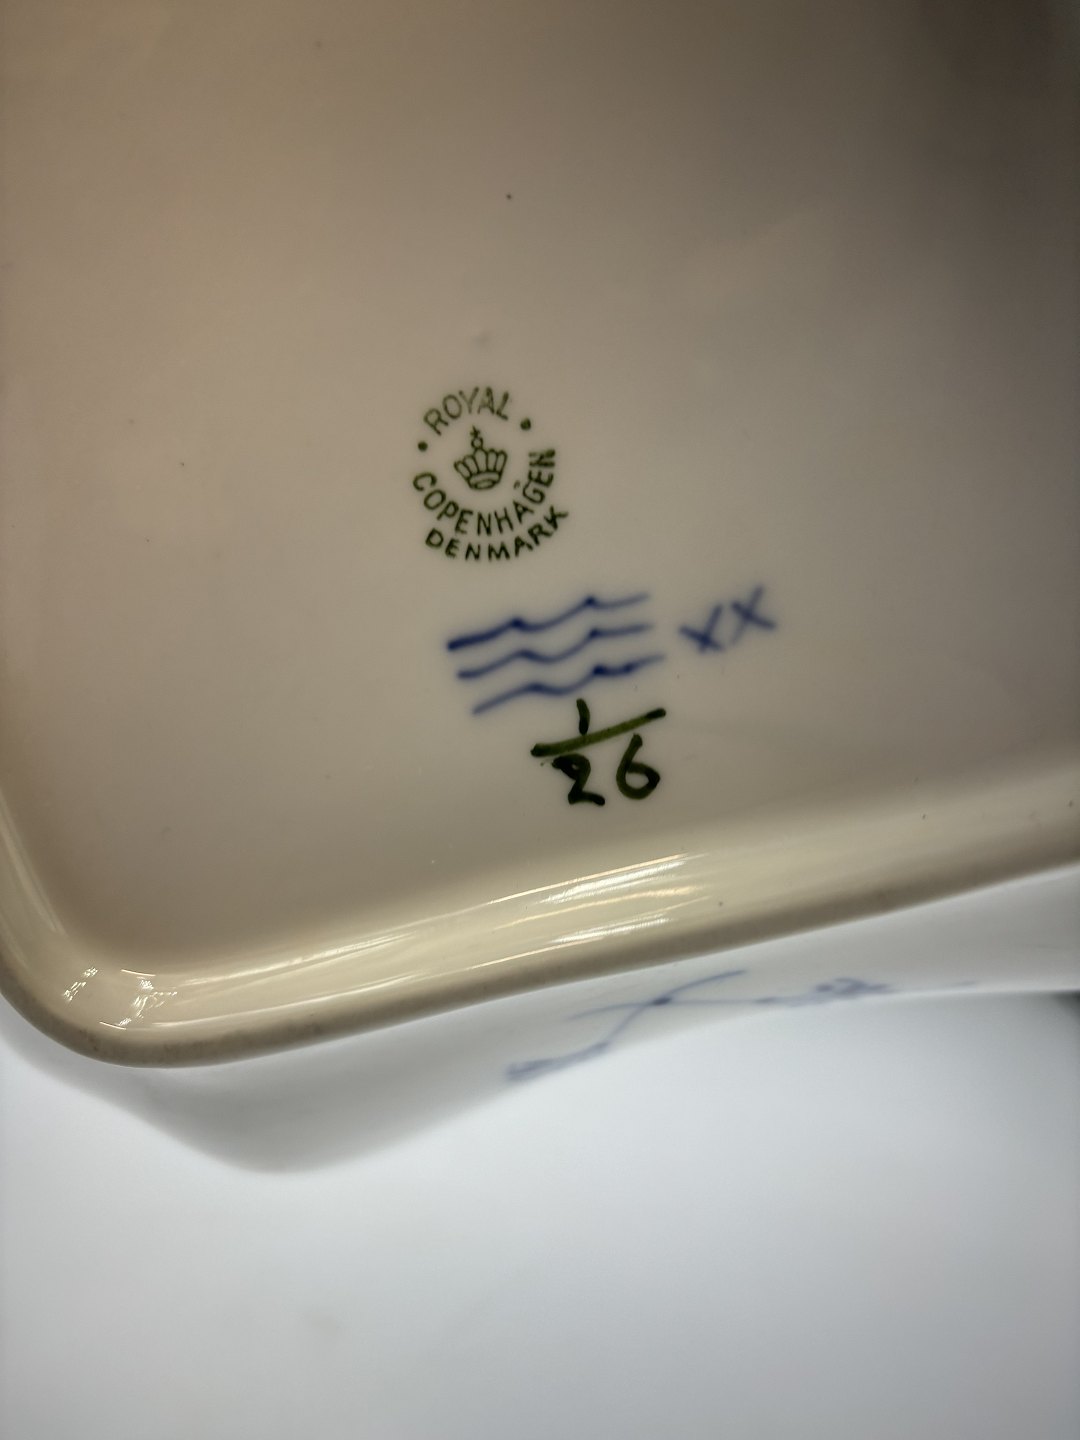 ROYAL
COPENHAGEN
DENMARK
XX
1
26